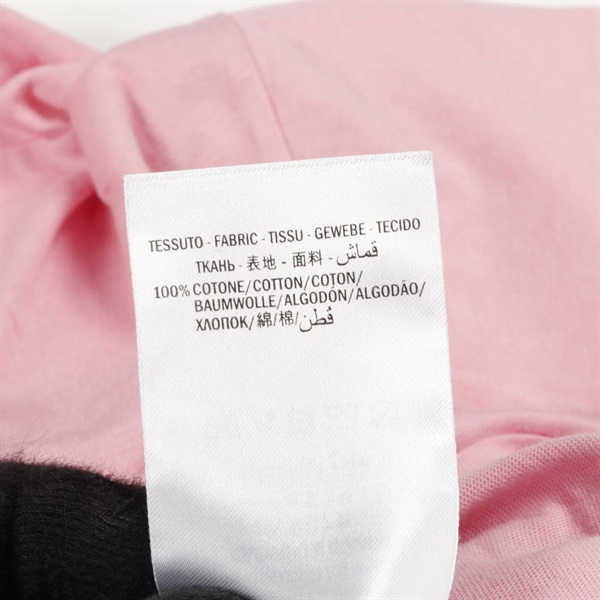 TESSUTO - FABRIC - TISSU - GEWEBE - TECIDO
ТКАНЬ - 表地 - 面料 - قماش
100% COTONE/COTTON/COTON/
BAUMWOLLE/ALGODÓN/ALGODÃO/
ХЛОПОК/綿/棉/قُطن